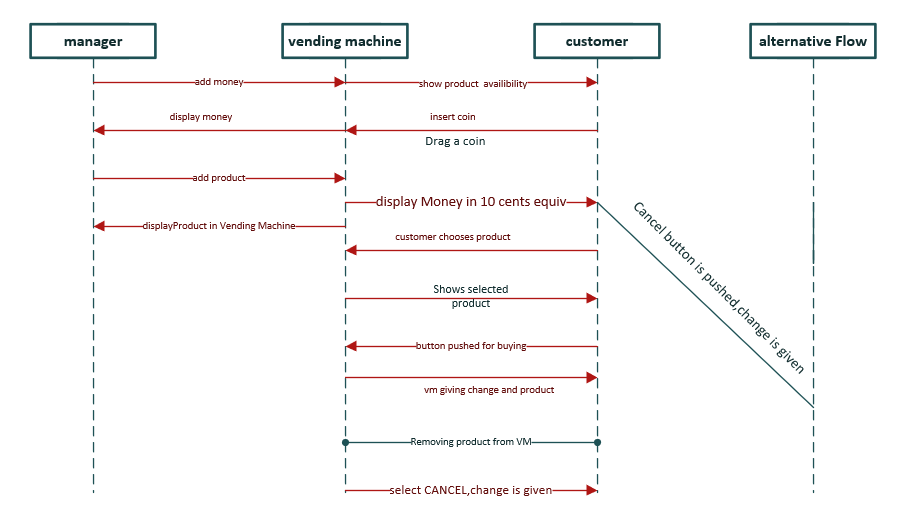 manager
vending machine
customer
alternative Flow
add money
show product availibility
display money
insert coin
Drag a coin
add product
display Money in 10 cents equiv
displayProduct in Vending Machine
customer chooses product
Cancel button is pushed,change is given
Shows selected
product
button pushed for buying
vm giving change and product
Removing product from VM
select CANCEL,change is given